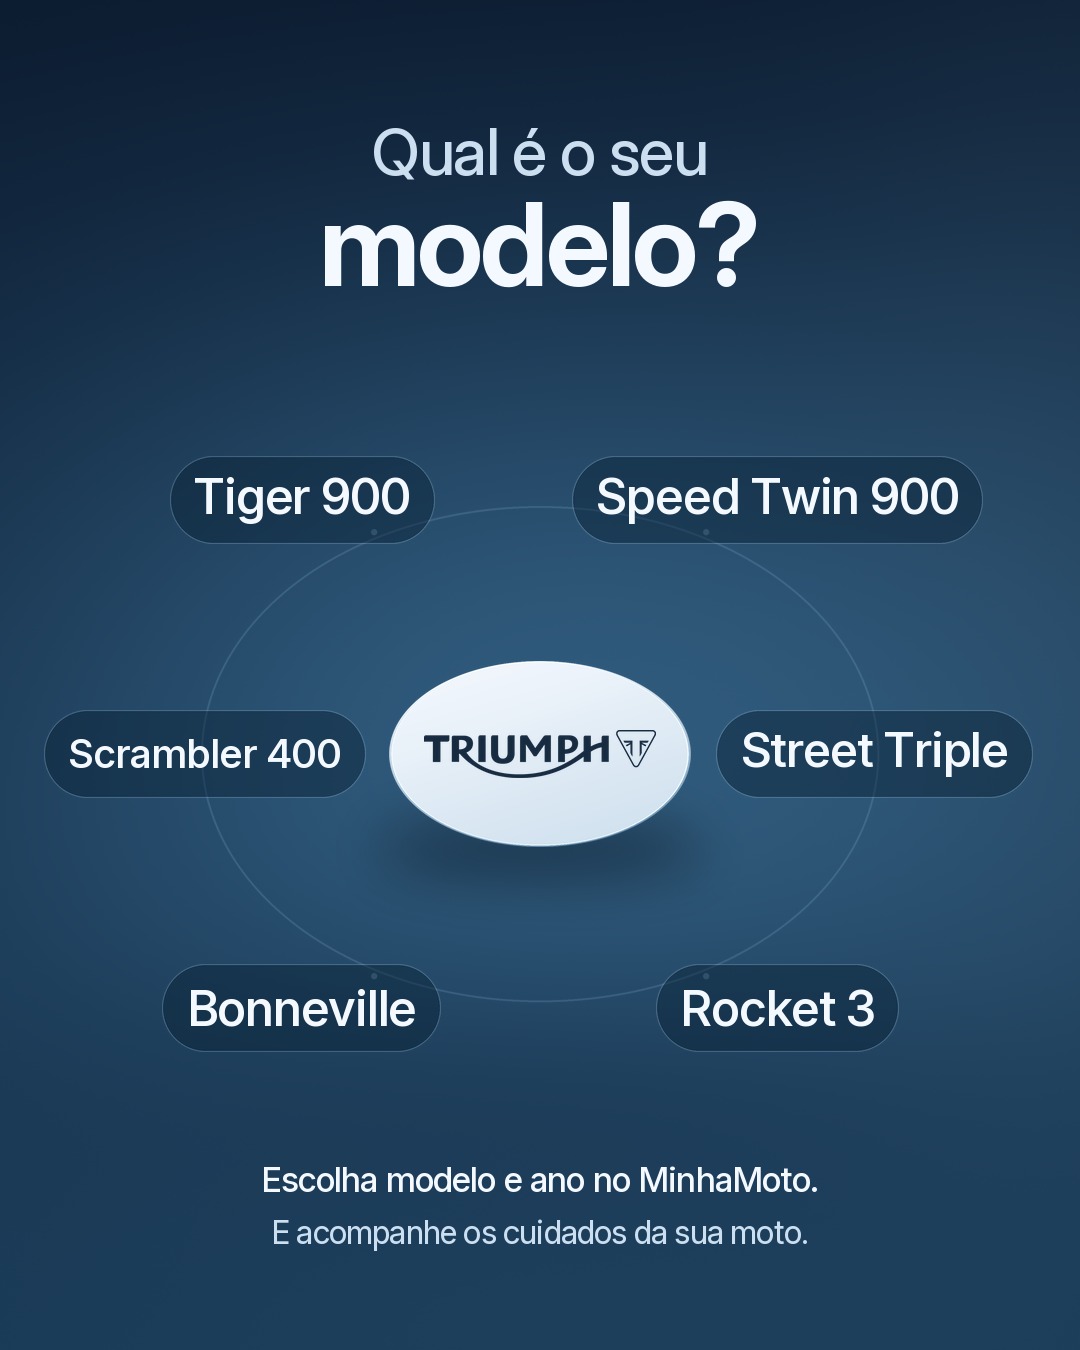 Qual é o seu
modelo?
Tiger 900
Speed Twin 900
Scrambler 400
TRIUMPH
Street Triple
Bonneville
Rocket 3
Escolha modelo e ano no MinhaMoto.
E acompanhe os cuidados da sua moto.